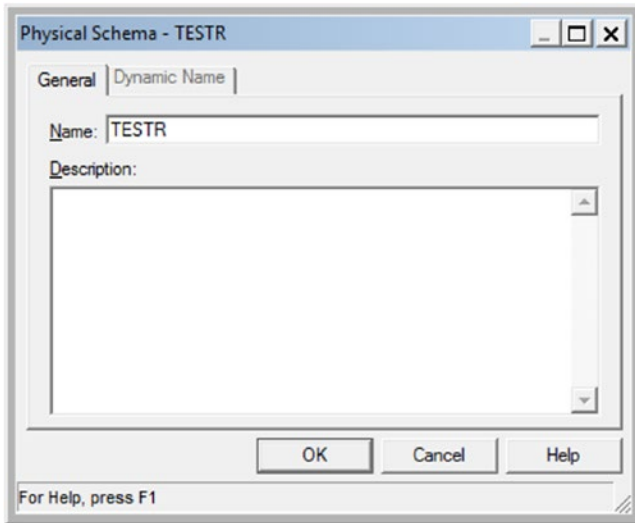 Physical Schema - TESTR
General Dynamic Name
Name: TESTR
Description:
OK Cancel Help
For Help, press F1